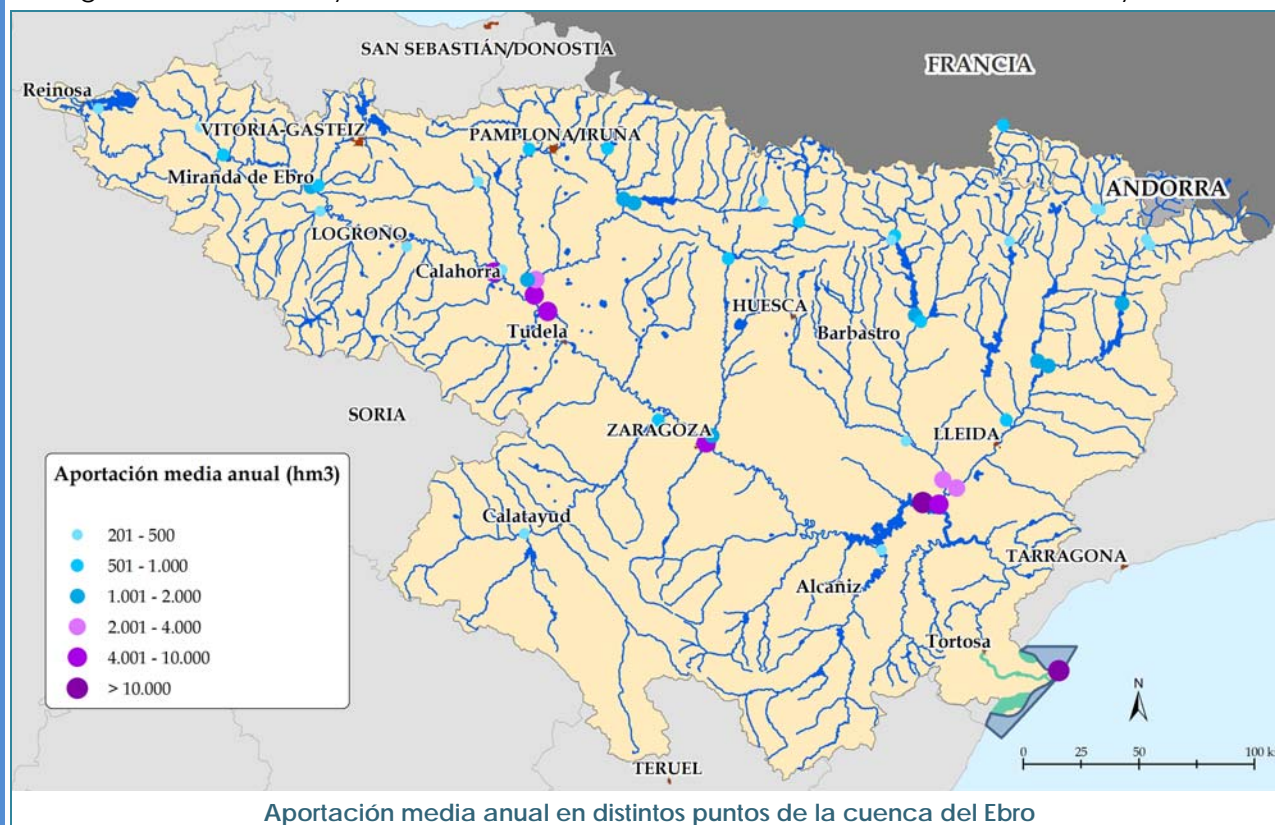 SAN SEBASTIÁN/DONOSTIA
FRANCIA
Reinosa
VITORIA-GASTEIZ
PAMPLONA/IRUÑA
Miranda de Ebro
ANDORRA
LOGROÑO
Calahorra
HUESCA
Tudela
Barbastro
SORIA
ZARAGOZA
LLEIDA
Aportación media anual (hm3)
201 - 500
501 - 1.000
1.001 - 2.000
2.001 - 4.000
4.001 - 10.000
> 10.000
Calatayud
TARRAGONA
Alcañiz
Tortosa
N
0 25 50 100 k
TERUEL
Aportación media anual en distintos puntos de la cuenca del Ebro